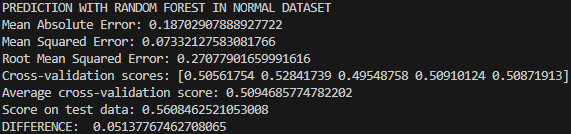 PREDICTION WITH RANDOM FOREST IN NORMAL DATASET
Mean Absolute Error: 0.18702907888927722
Mean Squared Error: 0.07332127583081766
Root Mean Squared Error: 0.27077901659991616
Cross-validation scores: [0.50561754 0.52841739 0.49548758 0.50910124 0.50871913]
Average cross-validation score: 0.5094685774782202
Score on test data: 0.5608462521053008
DIFFERENCE:  0.05137767462708065